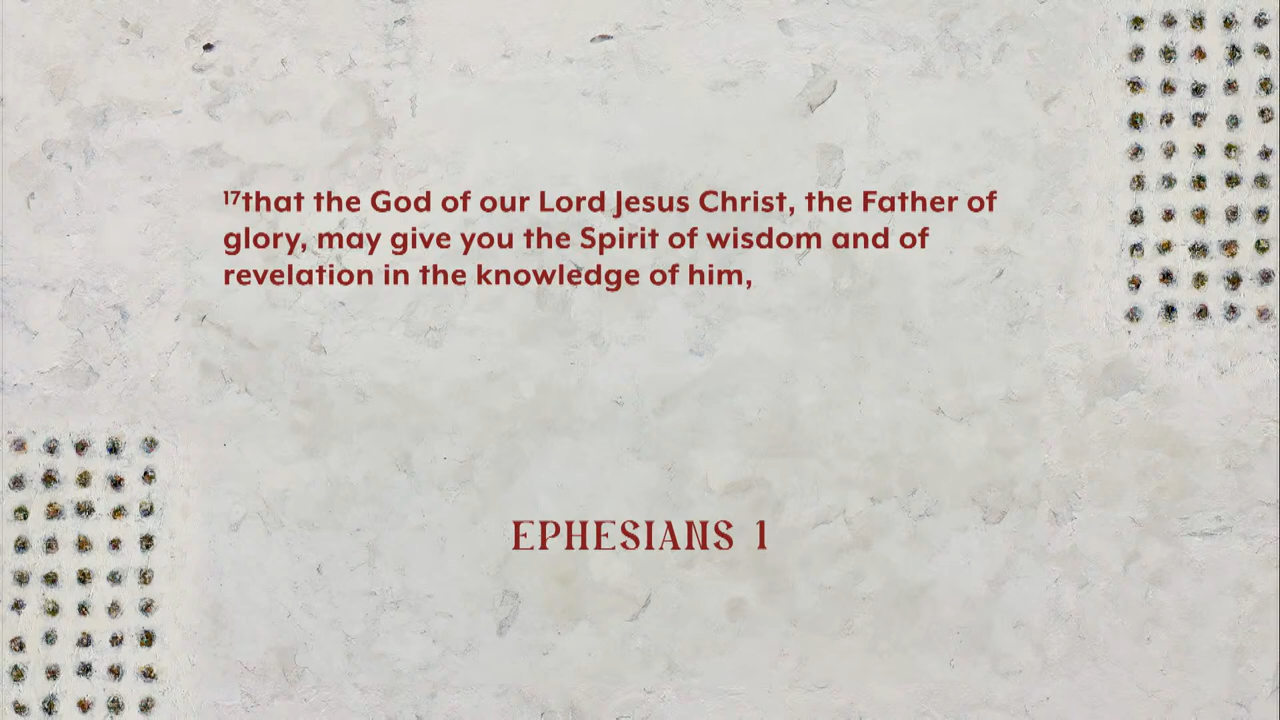 ¹⁷that the God of our Lord Jesus Christ, the Father of
glory, may give you the Spirit of wisdom and of
revelation in the knowledge of him,
EPHESIANS 1